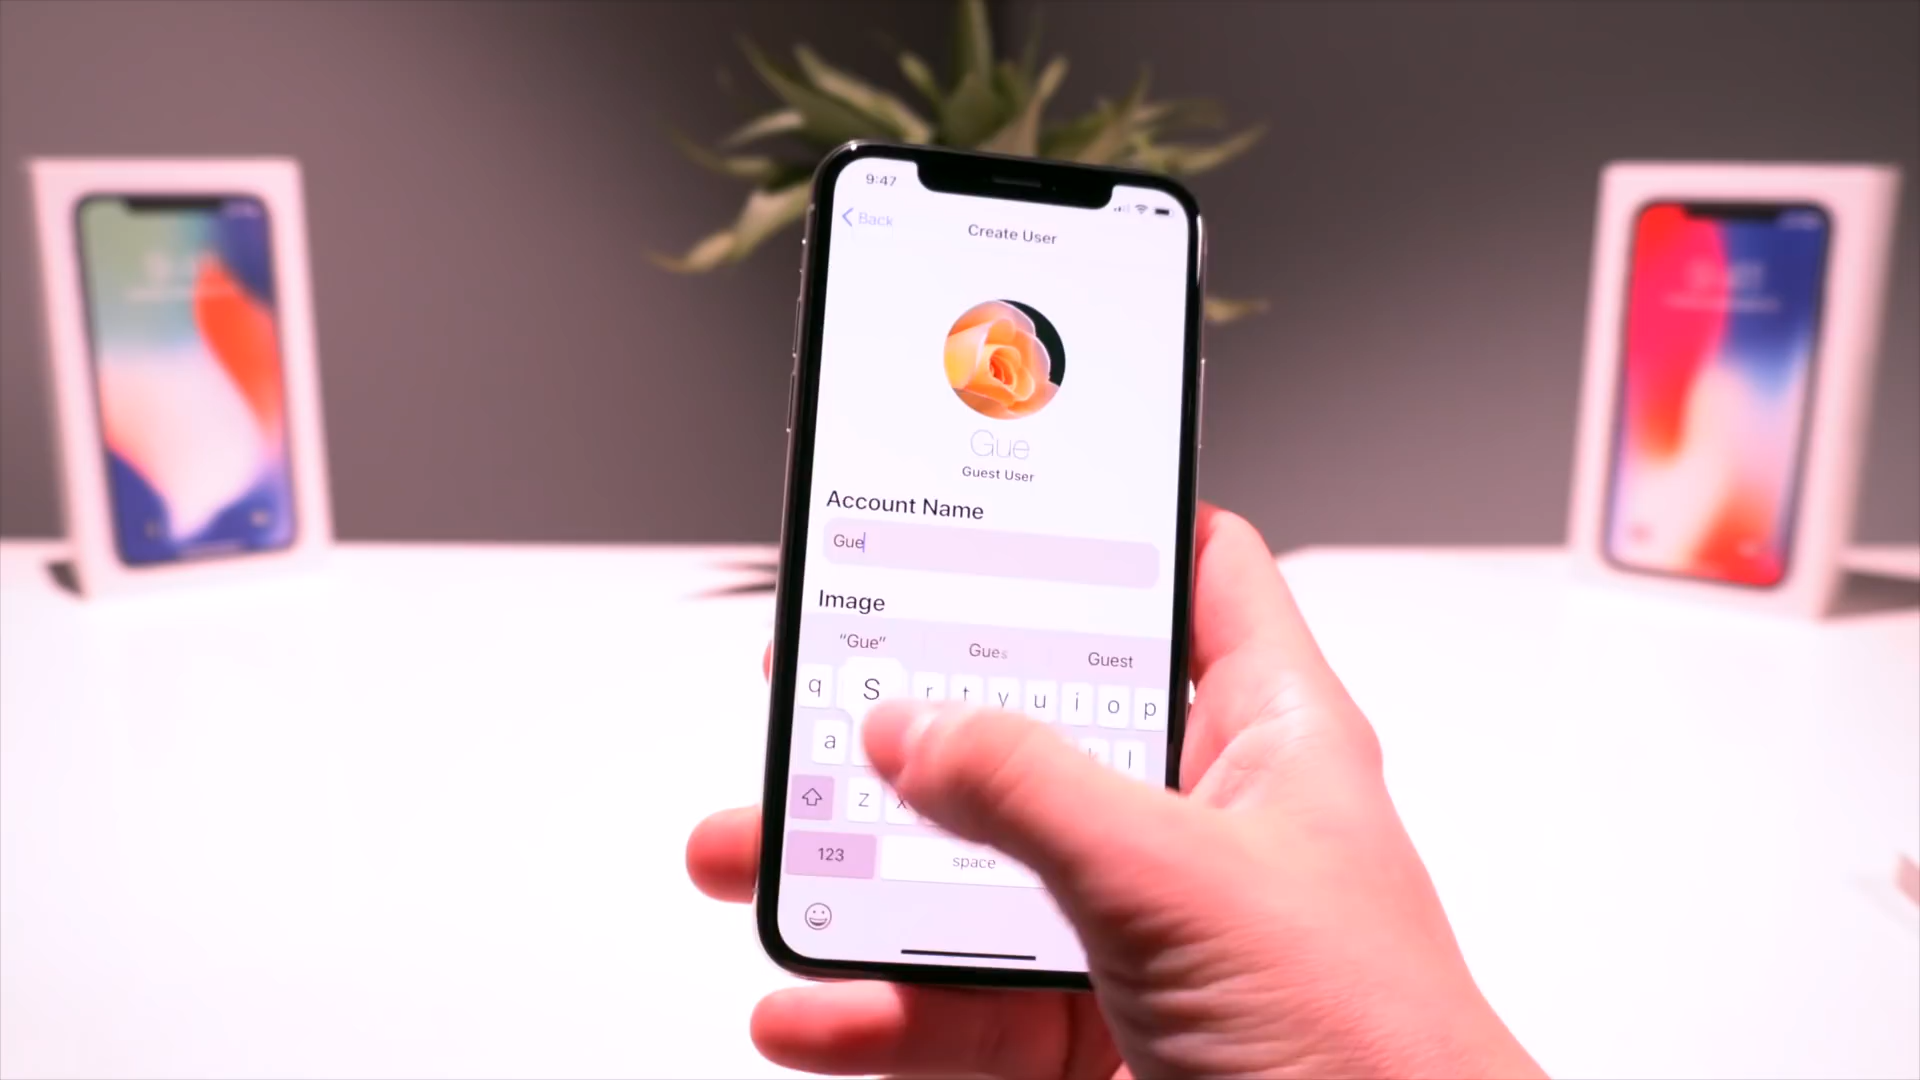 9:47
Back
Create User
Gue
Guest User
Account Name
Gue
Image
“Gue” Gues Guest
q S r t y u i o p
a l
z x
123 space